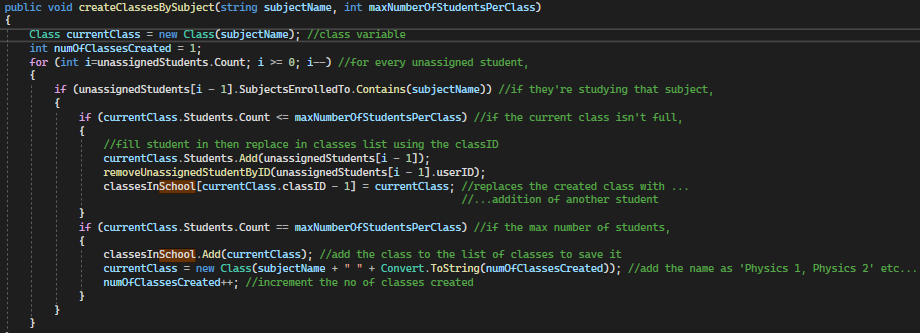 public void createClassesBySubject(string subjectName, int maxNumberOfStudentsPerClass)
{
Class currentClass = new Class(subjectName); //class variable
int numOfClassesCreated = 1;
for (int i=unassignedStudents.Count; i >= 0; i--) //for every unassigned student,
{
if (unassignedStudents[i - 1].SubjectsEnrolledTo.Contains(subjectName)) //if they're studying that subject,
{
if (currentClass.Students.Count <= maxNumberOfStudentsPerClass) //if the current class isn't full,
{
//fill student in then replace in classes list using the classID
currentClass.Students.Add(unassignedStudents[i - 1]);
removeUnassignedStudentByID(unassignedStudents[i - 1].userID);
classesInSchool[currentClass.classID - 1] = currentClass; //replaces the created class with ...
//...addition of another student
}
if (currentClass.Students.Count == maxNumberOfStudentsPerClass) //if the max number of students,
{
classesInSchool.Add(currentClass); //add the class to the list of classes to save it
currentClass = new Class(subjectName + " " + Convert.ToString(numOfClassesCreated)); //add the name as 'Physics 1, Physics 2' etc...
numOfClassesCreated++; //increment the no of classes created
}
}
}